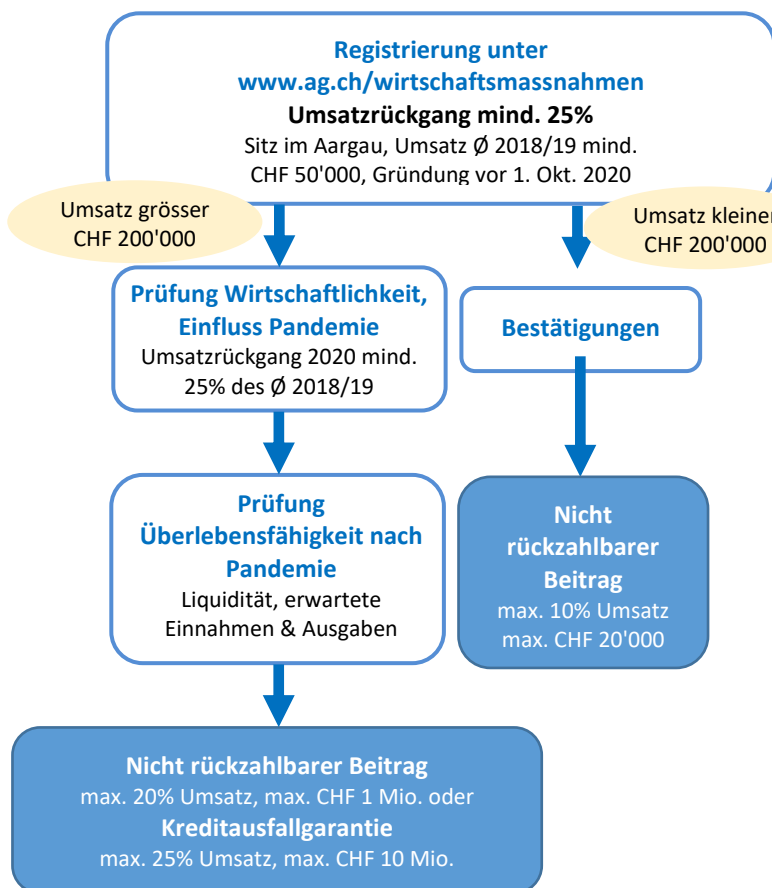 Registrierung unter
www.ag.ch/wirtschaftsmassnahmen
Umsatzrückgang mind. 25%
Sitz im Aargau, Umsatz Ø 2018/19 mind.
CHF 50'000, Gründung vor 1. Okt. 2020
Umsatz grösser
CHF 200'000
Umsatz kleiner
CHF 200'000
Prüfung Wirtschaftlichkeit,
Einfluss Pandemie
Umsatzrückgang 2020 mind.
25% des Ø 2018/19
Bestätigungen
Prüfung
Überlebensfähigkeit nach
Pandemie
Liquidität, erwartete
Einnahmen & Ausgaben
Nicht
rückzahlbarer
Beitrag
max. 10% Umsatz
max. CHF 20'000
Nicht rückzahlbarer Beitrag
max. 20% Umsatz, max. CHF 1 Mio. oder
Kreditausfallgarantie
max. 25% Umsatz, max. CHF 10 Mio.